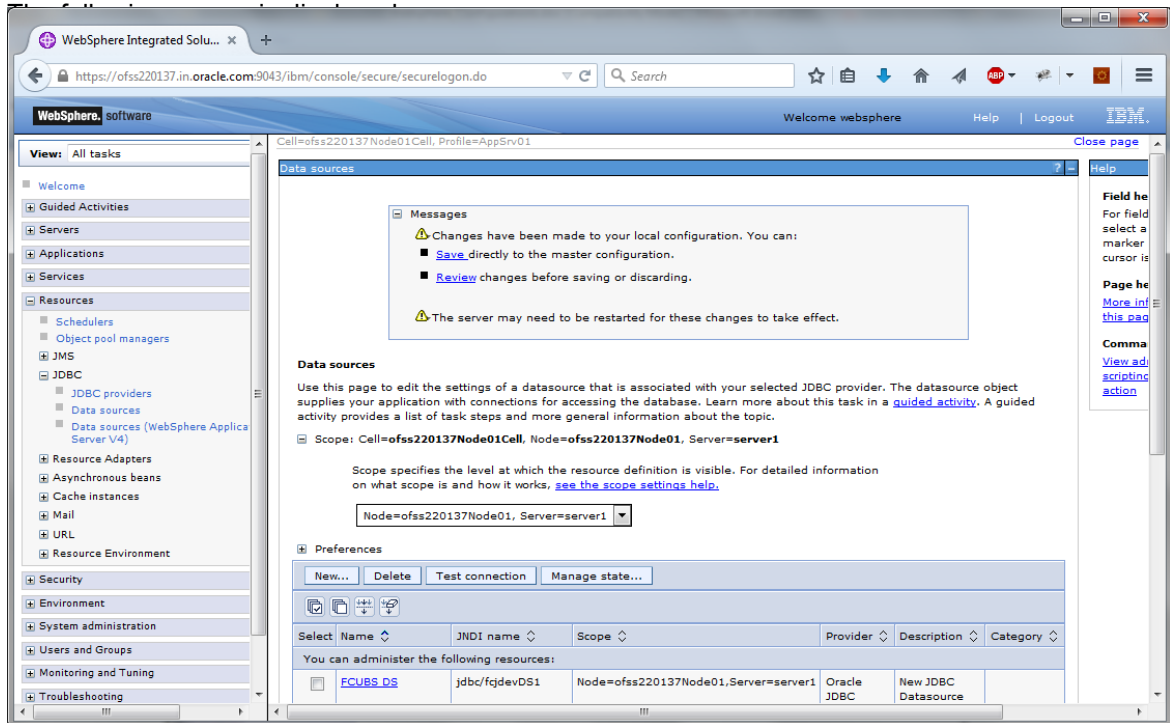 WebSphere Integrated Solu... ×
https://ofss220137.in.oracle.com:9043/ibm/console/secure/securelogon.do
Search
ABP
WebSphere. software
Welcome websphere
Help | Logout
IBM.
View: All tasks
Welcome
Guided Activities
Servers
Applications
Services
Resources
Schedulers
Object pool managers
JMS
JDBC
JDBC providers
Data sources
Data sources (WebSphere Applica
Server V4)
Resource Adapters
Asynchronous beans
Cache instances
Mail
URL
Resource Environment
Security
Environment
System administration
Users and Groups
Monitoring and Tuning
Troubleshooting
Cell=ofss220137Node01Cell, Profile=AppSrv01
Close page
Data sources
? -
Messages
Changes have been made to your local configuration. You can:
Save directly to the master configuration.
Review changes before saving or discarding.
The server may need to be restarted for these changes to take effect.
Data sources
Use this page to edit the settings of a datasource that is associated with your selected JDBC provider. The datasource object
supplies your application with connections for accessing the database. Learn more about this task in a guided activity. A guided
activity provides a list of task steps and more general information about the topic.
Scope: Cell=ofss220137Node01Cell, Node=ofss220137Node01, Server=server1
Scope specifies the level at which the resource definition is visible. For detailed information
on what scope is and how it works, see the scope settings help.
Node=ofss220137Node01, Server=server1
Preferences
New... Delete Test connection Manage state...
Select Name JNDI name Scope Provider Description Category
You can administer the following resources:
FCUBS DS jdbc/fcjdevDS1 Node=ofss220137Node01,Server=server1 Oracle JDBC New JDBC Datasource
Help
Field he
For field
select a
marker
cursor is
Page he
More inf
this pag
Comma
View adi
scripting
action